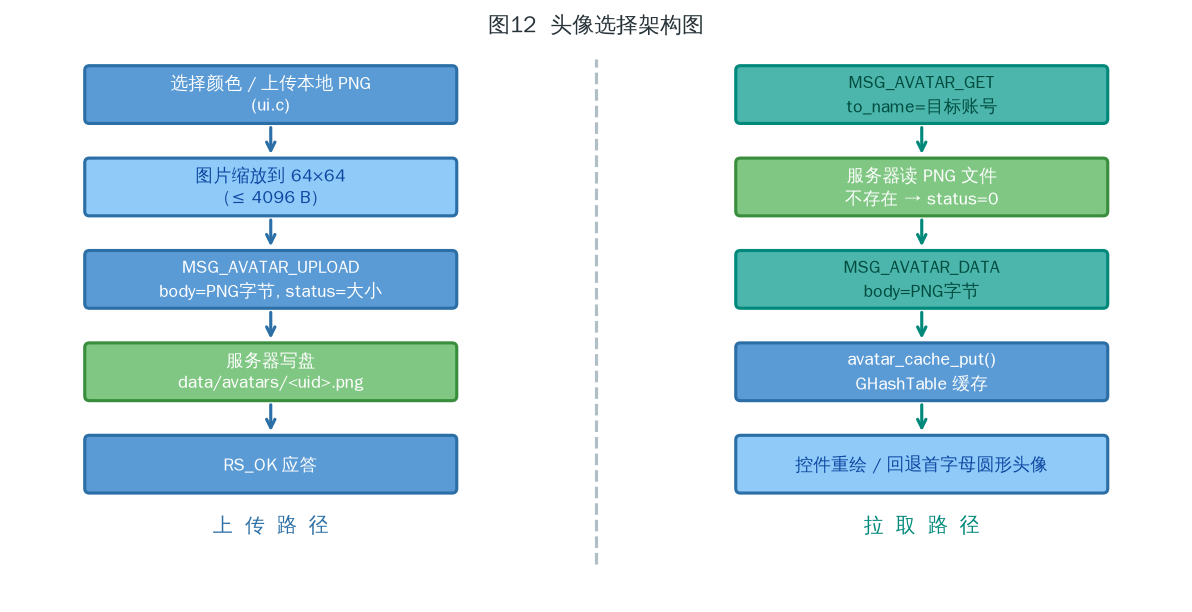 图12 头像选择架构图
选择颜色 / 上传本地 PNG
(ui.c)
图片缩放到 64×64
(≤ 4096 B)
MSG_AVATAR_UPLOAD
body=PNG字节, status=大小
服务器写盘
data/avatars/<uid>.png
RS_OK 应答
上 传 路 径
MSG_AVATAR_GET
to_name=目标账号
服务器读 PNG 文件
不存在 → status=0
MSG_AVATAR_DATA
body=PNG字节
avatar_cache_put()
GHashTable 缓存
控件重绘 / 回退首字母圆形头像
拉 取 路 径